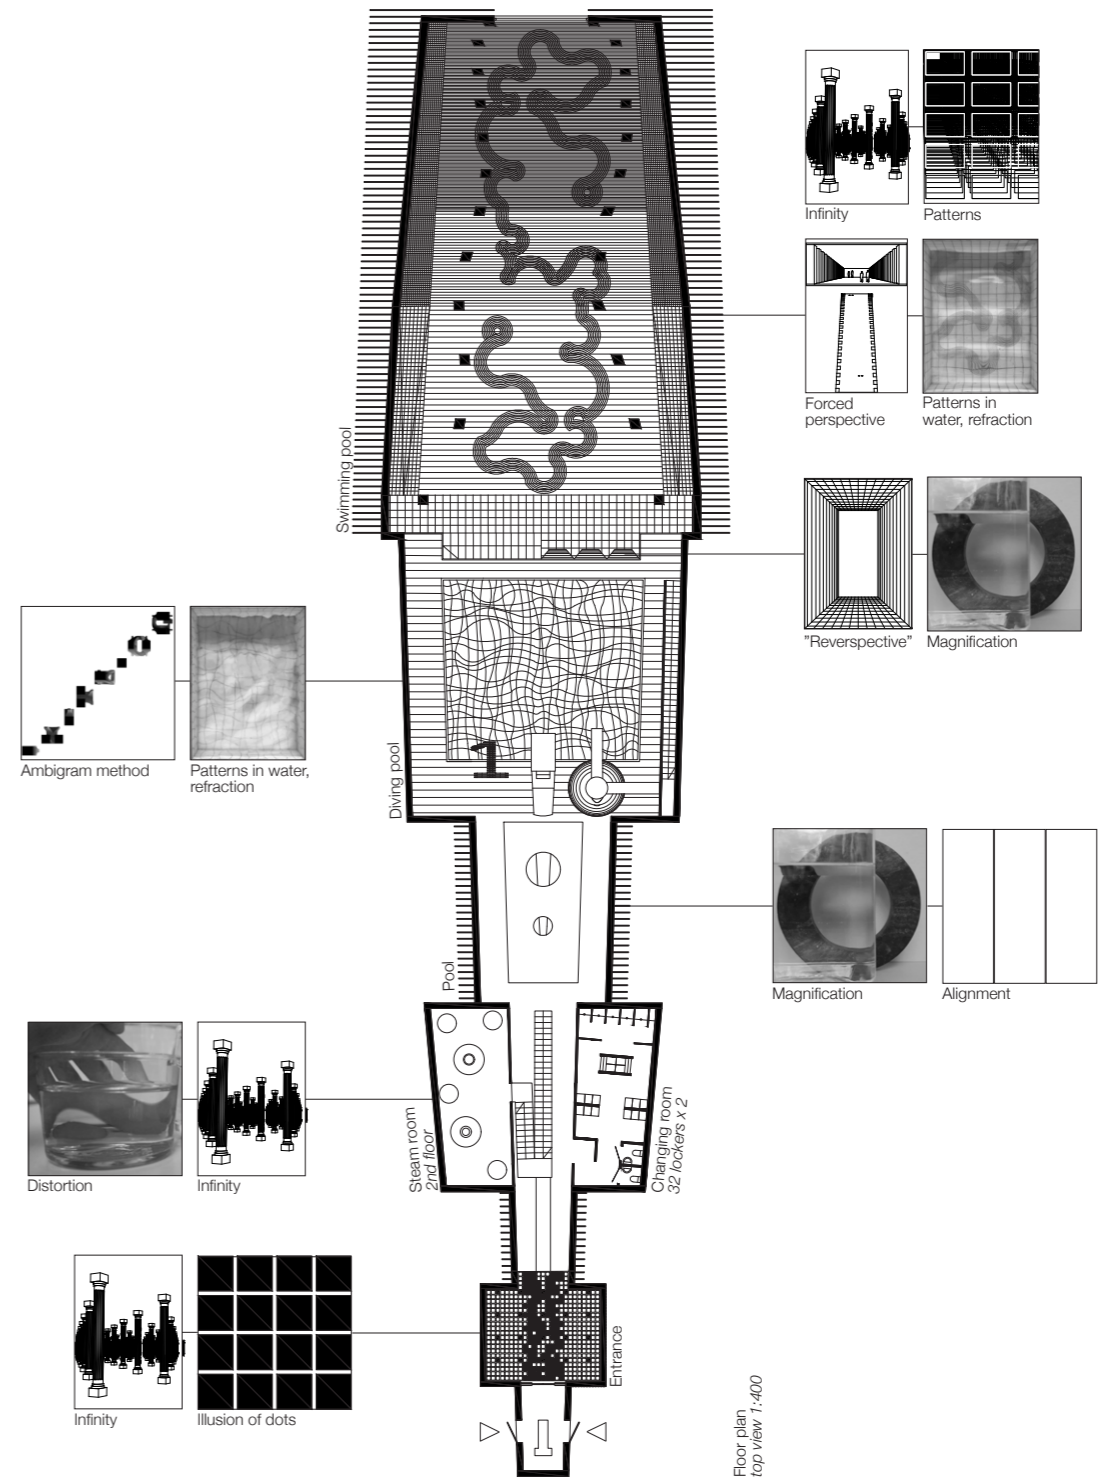 Infinity
Patterns
Forced
perspective
Patterns in
water, refraction
Swimming pool
"Reverspective"
Magnification
Ambigram method
Patterns in water,
refraction
Diving pool
1
Magnification
Alignment
Pool
Distortion
Infinity
Steam room
2nd floor
Changing room
32 lockers x 2
Infinity
Illusion of dots
Entrance
Floor plan
top view 1:400